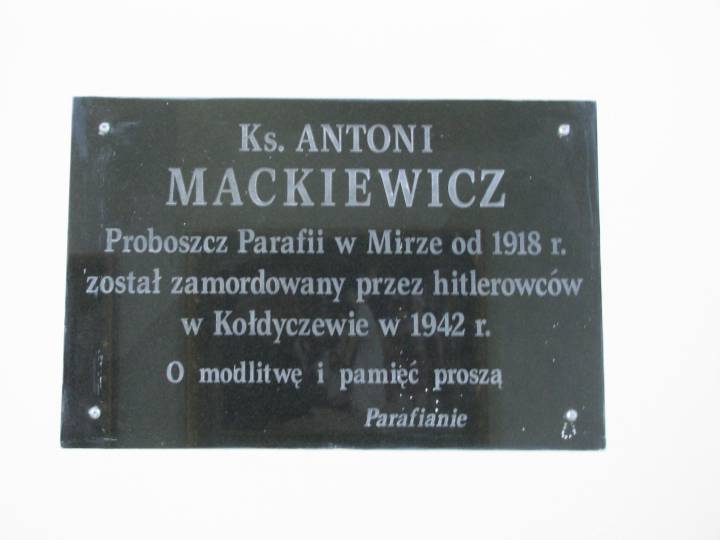 Ks. ANTONI
MACKIEWICZ
Proboszcz Parafii w Mirze od 1918 r.
został zamordowany przez hitlerowców
w Kołdyczewie w 1942 r.
O modlitwę i pamięć proszą
Parafianie